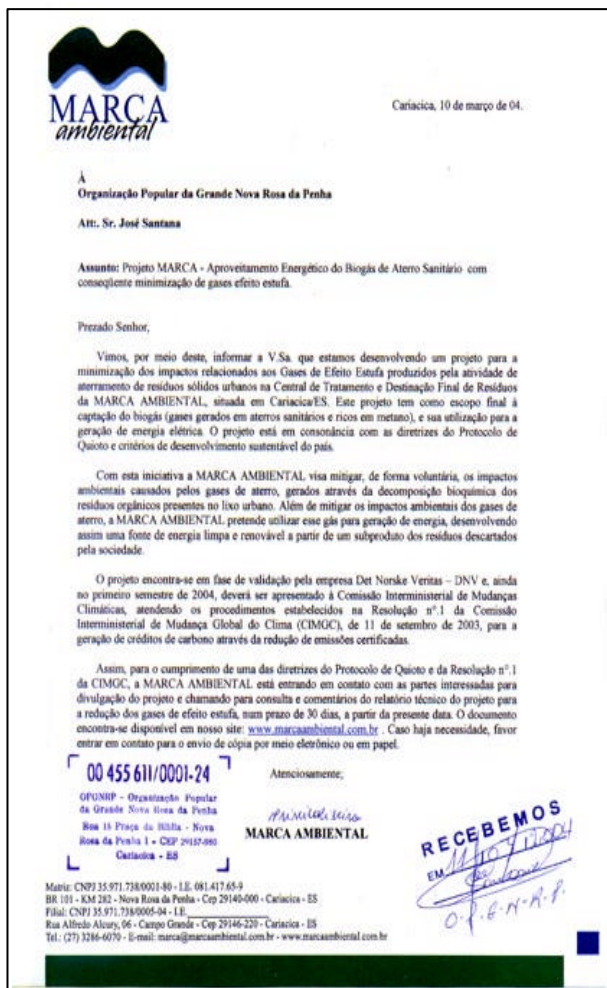 MARCA
ambiental
Cariacica, 10 de março de 04.
À
Organização Popular da Grande Nova Rosa da Penha
Att:. Sr. José Santana
Assunto: Projeto MARCA - Aproveitamento Energético do Biogás de Aterro Sanitário com
conseqüente minimização de gases efeito estufa.
Prezado Senhor,
Vimos, por meio deste, informar a V.Sa. que estamos desenvolvendo um projeto para a
minimização dos impactos relacionados aos Gases de Efeito Estufa produzidos pela atividade de
aterramento de resíduos sólidos urbanos na Central de Tratamento e Destinação Final de Resíduos
da MARCA AMBIENTAL, situada em Cariacica/ES. Este projeto tem como escopo final à
captação do biogás (gases gerados em aterros sanitários e ricos em metano), e sua utilização para a
geração de energia elétrica. O projeto está em consonância com as diretrizes do Protocolo de
Quioto e critérios de desenvolvimento sustentável do país.
Com esta iniciativa a MARCA AMBIENTAL visa mitigar, de forma voluntária, os impactos
ambientais causados pelos gases de aterro, gerados através da decomposição bioquímica dos
resíduos orgânicos presentes no lixo urbano. Além de mitigar os impactos ambientais dos gases de
aterro, a MARCA AMBIENTAL pretende utilizar esse gás para geração de energia, desenvolvendo
assim uma fonte de energia limpa e renovável a partir de um subproduto dos resíduos descartados
pela sociedade.
O projeto encontra-se em fase de validação pela empresa Det Norske Veritas – DNV e, ainda
no primeiro semestre de 2004, deverá ser apresentado à Comissão Interministerial de Mudanças
Climáticas, atendendo os procedimentos estabelecidos na Resolução nº.1 da Comissão
Interministerial de Mudança Global do Clima (CIMGC), de 11 de setembro de 2003, para a
geração de créditos de carbono através da redução de emissões certificadas.
Assim, para o cumprimento de uma das diretrizes do Protocolo de Quioto e da Resolução nº.1
da CIMGC, a MARCA AMBIENTAL está entrando em contato com as partes interessadas para
divulgação do projeto e chamando para consulta e comentários do relatório técnico do projeto para
a redução dos gases de efeito estufa, num prazo de 30 dias, a partir da presente data. O documento
encontra-se disponível em nosso site: www.marcaambiental.com.br . Caso haja necessidade, favor
entrar em contato para o envio de cópia por meio eletrônico ou em papel.
00 455 611/0001-24
OPGNRP - Organização Popular
da Grande Nova Rosa da Penha
Rua 15 Praça da Bíblia - Nova
Rosa da Penha I - CEP 29157-980
Cariacica - ES
Atenciosamente,
MARCA AMBIENTAL
RECEBEMOS
EM
Matriz: CNPJ 35.971.738/0001-80 - I.E. 081.417.65-9
BR 101 - KM 282 - Nova Rosa da Penha - Cep 29140-000 - Cariacica - ES
Filial: CNPJ 35.971.738/0005-04 - I.E.
Rua Alfredo Alcury, 06 - Campo Grande - Cep 29146-220 - Cariacica - ES
Tel.: (27) 3286-6070 - E-mail: marca@marcaambiental.com.br - www.marcaambiental.com.br